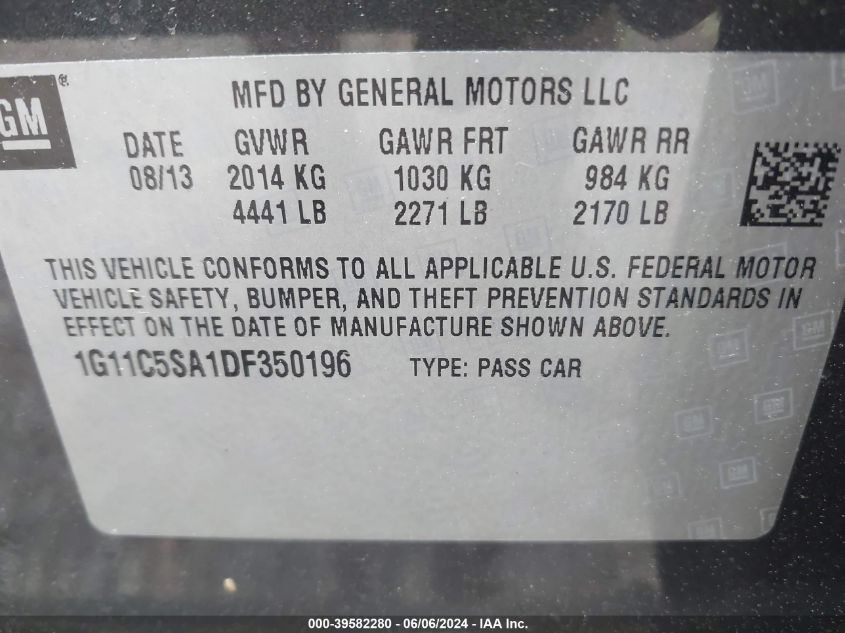 GM®
MFD BY GENERAL MOTORS LLC
DATE GVWR GAWR FRT GAWR RR
08/13 2014 KG 1030 KG 984 KG
4441 LB 2271 LB 2170 LB
THIS VEHICLE CONFORMS TO ALL APPLICABLE U.S. FEDERAL MOTOR
VEHICLE SAFETY, BUMPER, AND THEFT PREVENTION STANDARDS IN
EFFECT ON THE DATE OF MANUFACTURE SHOWN ABOVE.
1G11C5SA1DF350196 TYPE: PASS CAR
000-39582280 - 06/06/2024 - IAA Inc.